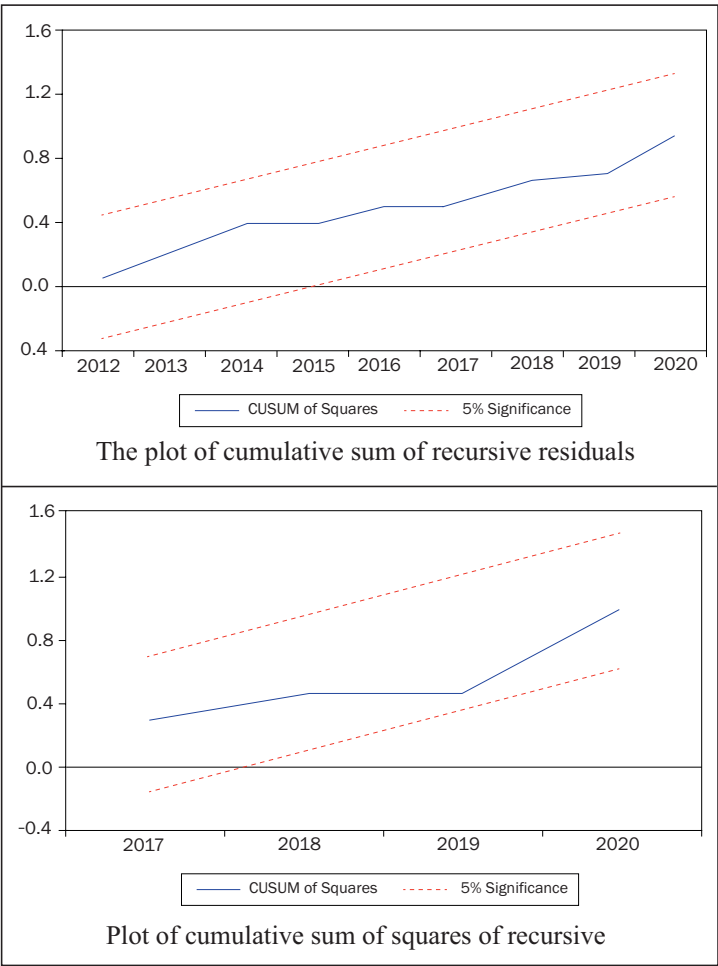 1.6
1.2
0.8
0.4
0.0
0.4
2012 2013 2014 2015 2016 2017 2018 2019 2020
CUSUM of Squares 5% Significance
The plot of cumulative sum of recursive residuals
1.6
1.2
0.8
0.4
0.0
-0.4
2017 2018 2019 2020
CUSUM of Squares 5% Significance
Plot of cumulative sum of squares of recursive